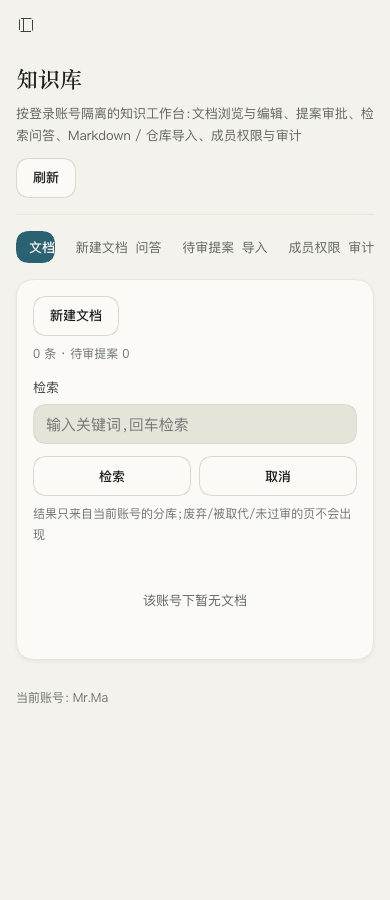 知识库
按登录账号隔离的知识工作台:文档浏览与编辑、提案审批、检
索问答、Markdown / 仓库导入、成员权限与审计
刷新
文档 新建文档 问答 待审提案 导入 成员权限 审计
新建文档
0 条 · 待审提案 0
检索
输入关键词,回车检索
检索 取消
结果只来自当前账号的分库;废弃/被取代/未过审的页不会出
现
该账号下暂无文档
当前账号: Mr.Ma